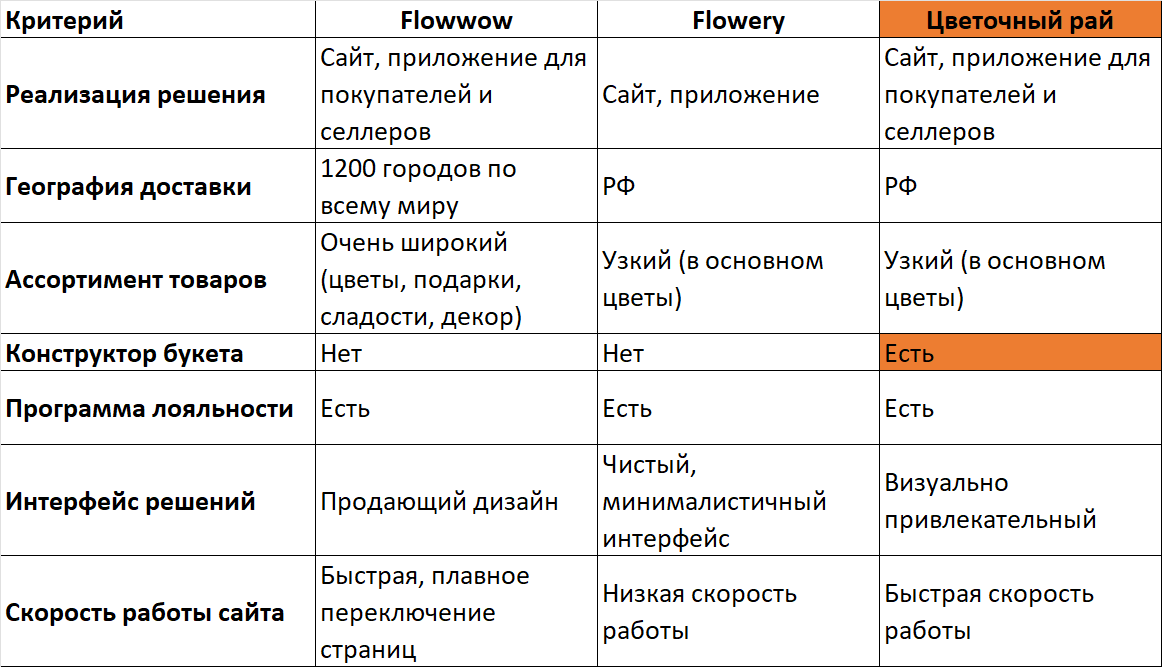 Критерий Flowwow Flowery Цветочный рай
Реализация решения
Сайт, приложение для
покупателей и
селлеров
Сайт, приложение
Сайт, приложение для
покупателей и
селлеров
География доставки
1200 городов по
всему миру
РФ
РФ
Ассортимент товаров
Очень широкий
(цветы, подарки,
сладости, декор)
Узкий (в основном
цветы)
Узкий (в основном
цветы)
Конструктор букета Нет Нет Есть
Программа лояльности Есть Есть Есть
Интерфейс решений
Продающий дизайн
Чистый,
минималистичный
интерфейс
Визуально
привлекательный
Скорость работы сайта
Быстрая, плавное
переключение
страниц
Низкая скорость
работы
Быстрая скорость
работы